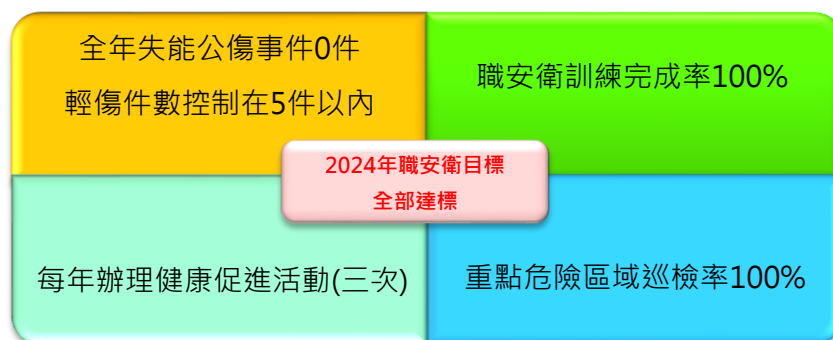 全年失能公傷事件0件
輕傷件數控制在5件以內
職安衛訓練完成率100%
2024年職安衛目標
全部達標
每年辦理健康促進活動(三次)
重點危險區域巡檢率100%